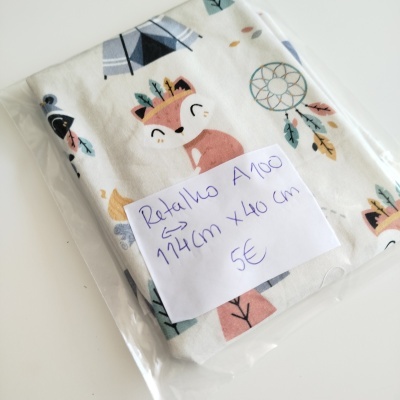 Retalho A100
↔
114cm x 40 cm
5€